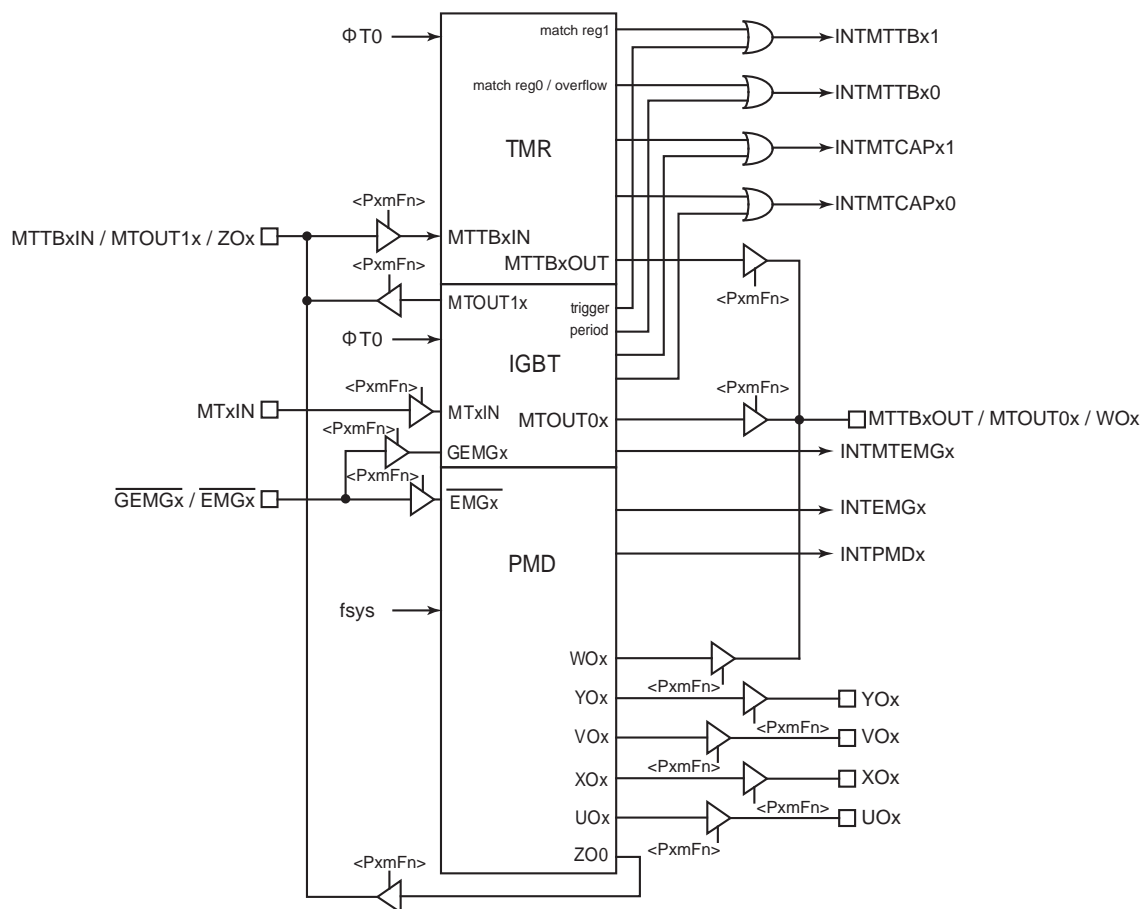 ΦT0
match reg1
INTMTTBx1
match reg0 / overflow
INTMTTBx0
TMR
INTMTCAPx1
<PxmFn>
INTMTCAPx0
MTTBxIN / MTOUT1x / ZOx
MTTBxIN
MTTBxOUT
<PxmFn>
<PxmFn>
MTOUT1x
trigger
ΦT0
period
IGBT
<PxmFn>
<PxmFn>
MTxIN
MTxIN
MTOUT0x
MTTBxOUT / MTOUT0x / WOx
<PxmFn>
GEMGx
INTMTEMGx
<PxmFn>
GEMGx / EMGx
EMGx
INTEMGx
PMD
INTPMDx
fsys
WOx
<PxmFn>
YOx
YOx
<PxmFn>
VOx
VOx
<PxmFn>
XOx
XOx
<PxmFn>
UOx
UOx
<PxmFn>
ZO0
<PxmFn>